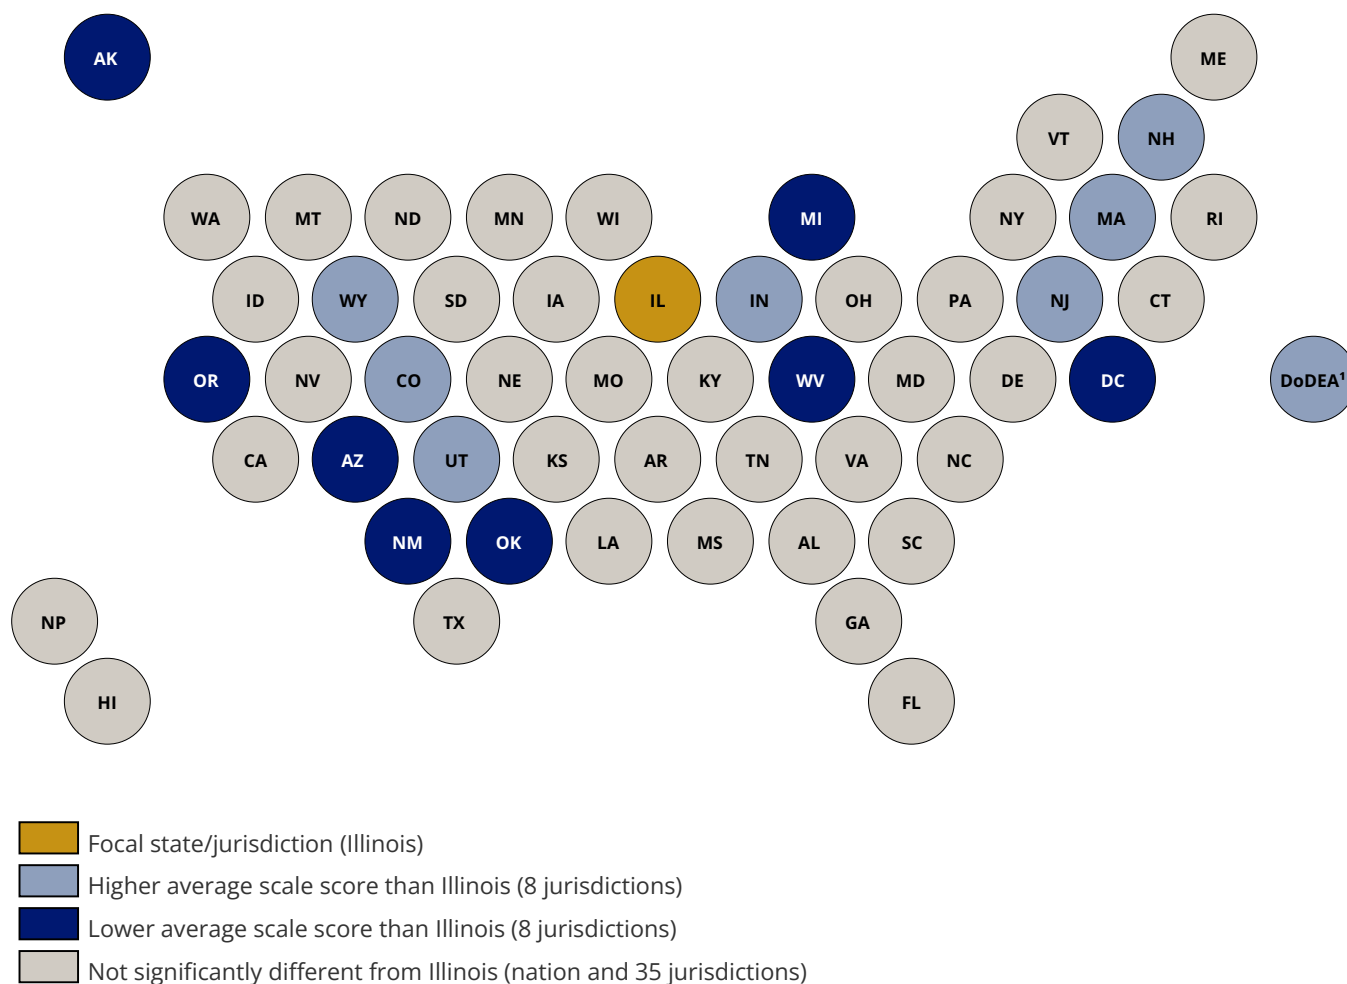 AK
ME
VT
NH
WA
MT
ND
MN
WI
MI
NY
MA
RI
ID
WY
SD
IA
IL
IN
OH
PA
NJ
CT
OR
NV
CO
NE
MO
KY
WV
MD
DE
DC
DoDEA¹
CA
AZ
UT
KS
AR
TN
VA
NC
NM
OK
LA
MS
AL
SC
NP
TX
GA
HI
FL
Focal state/jurisdiction (Illinois)
Higher average scale score than Illinois (8 jurisdictions)
Lower average scale score than Illinois (8 jurisdictions)
Not significantly different from Illinois (nation and 35 jurisdictions)